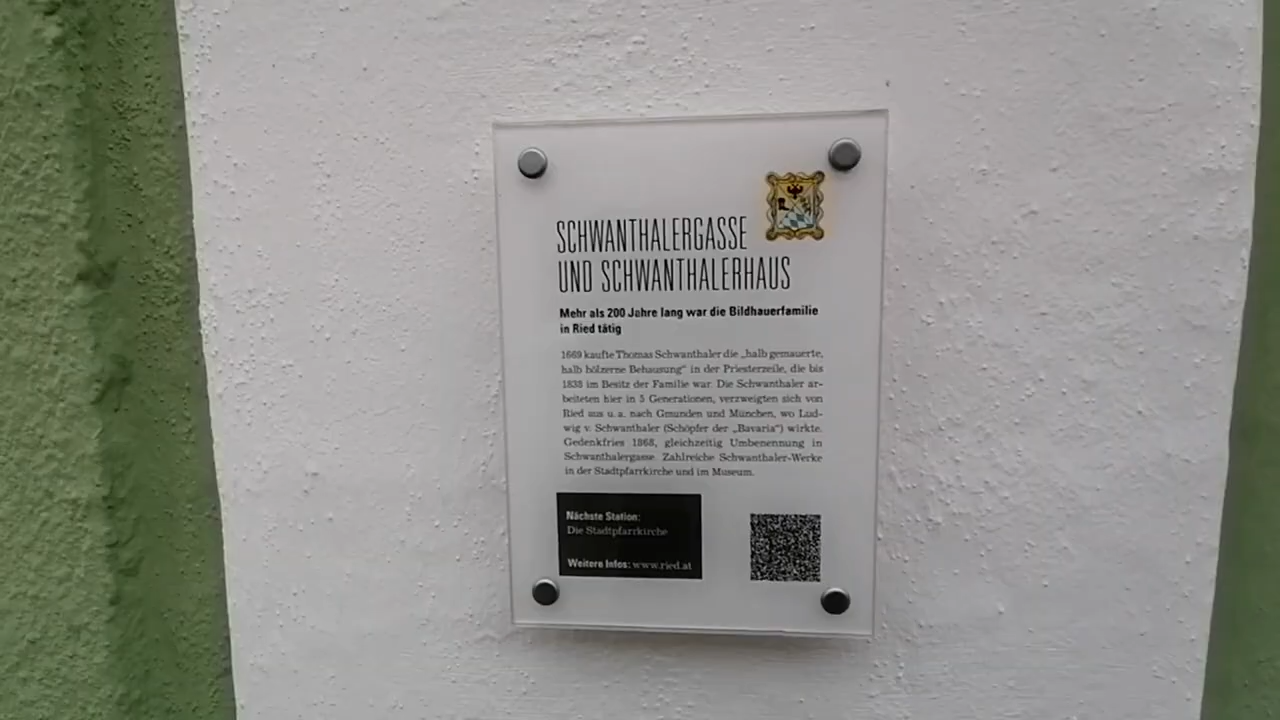 SCHWANTHALERGASSE
UND SCHWANTHALERHAUS
Mehr als 200 Jahre lang war die Bildhauerfamilie
in Ried tätig
1669 kaufte Thomas Schwanthaler die „halb gemauerte,
halb hölzerne Behausung" in der Priesterzeile, die bis
1838 im Besitz der Familie war. Die Schwanthaler ar-
beiteten hier in 5 Generationen, verzweigten sich von
Ried aus u. a. nach Gmunden und München, wo Lud-
wig v. Schwanthaler (Schöpfer der „Bavaria") wirkte.
Gedenkfries 1868, gleichzeitig Umbenennung in
Schwanthalergasse. Zahlreiche Schwanthaler-Werke
in der Stadtpfarrkirche und im Museum.
Nächste Station:
Die Stadtpfarrkirche
Weitere Infos: www.ried.at